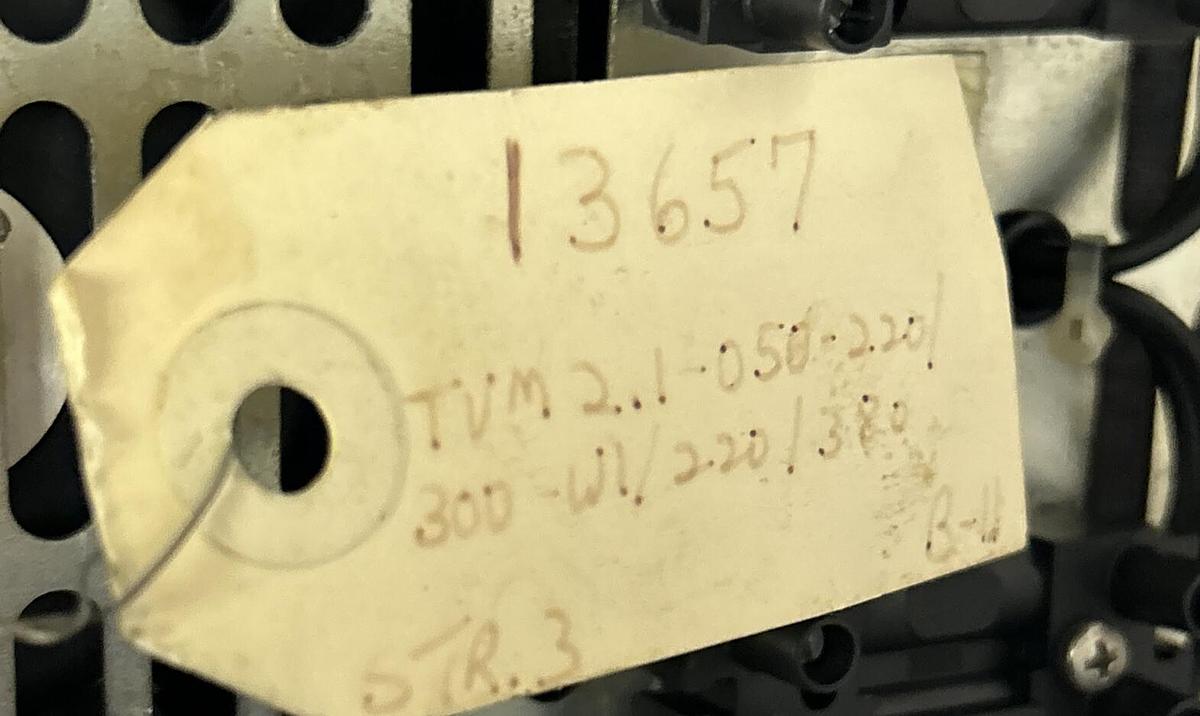 13657
TVM 2.1-050-220/
300-W1/220/380
B-11
STR.3